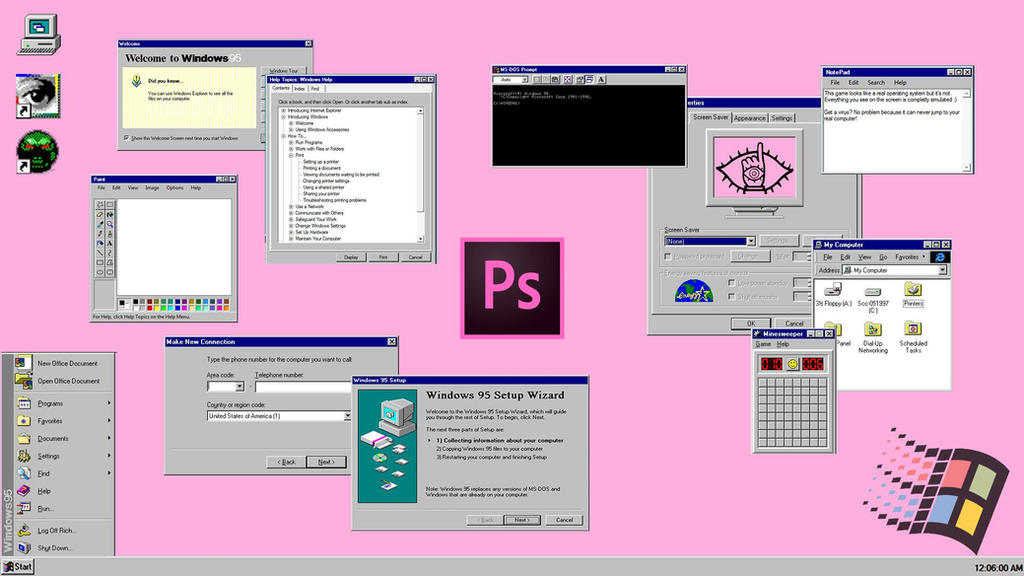 Welcome
Welcome to Windows95
Did you know...
You can use Windows Explorer to see all the
files on your computer.
Windows Tour
Show this Welcome Screen next time you start Windows
Help Topics: Windows Help
Contents Index Find
Click a book, and then click Open. Or click another tab such as Index.
Introducing Internet Explorer
Introducing Windows
Welcome
Using Windows Accessories
How To...
Run Programs
Work with Files or Folders
Print
Setting up a printer
Printing a document
Viewing documents waiting to be printed
Changing printer settings
Using a shared printer
Sharing your printer
Troubleshooting printing problems
Use a Network
Communicate with Others
Safeguard Your Work
Change Windows Settings
Set Up Hardware
Maintain Your Computer
Display Print Cancel
Paint
File Edit View Image Options Help
For Help, click Help Topics on the Help Menu.
MS-DOS Prompt
Auto
A
perties
Screen Saver Appearance Settings
Screen Saver
(None)
Settings...
Password protected Change... Wait:
Energy saving features of monitor
Low power standby
Shut off monitor
OK Cancel
NotePad
File Edit Search Help
This game looks like a real operating system but it's not.
Everything you see on the screen is completly simulated :)
Get a virus? No problem because it can never jump to your
real computer!
Ps
My Computer
File Edit View Go Favorites
Address My Computer
3½ Floppy (A:) Scc-051997
(C:) Printers
Panel Dial-Up
Networking Scheduled
Tasks
Minesweeper
Game Help
010 006
Make New Connection
Type the phone number for the computer you want to call:
Area code: Telephone number:
-
Country or region code:
United States of America (1)
< Back Next >
Windows 95 Setup
Windows 95 Setup Wizard
Welcome to the Windows 95 Setup Wizard, which will guide
you through the rest of Setup. To begin, click Next.
The next three parts of Setup are:
1) Collecting information about your computer
2) Copying Windows 95 files to your computer
3) Restarting your computer and finishing Setup
Note: Windows 95 replaces any versions of MS-DOS and
Windows that are already on your computer.
< Back Next > Cancel
New Office Document
Open Office Document
Programs
Favorites
Documents
Settings
Find
Help
Run...
Log Off Rich...
Shut Down...
Windows95
Start
12:06:00 AM